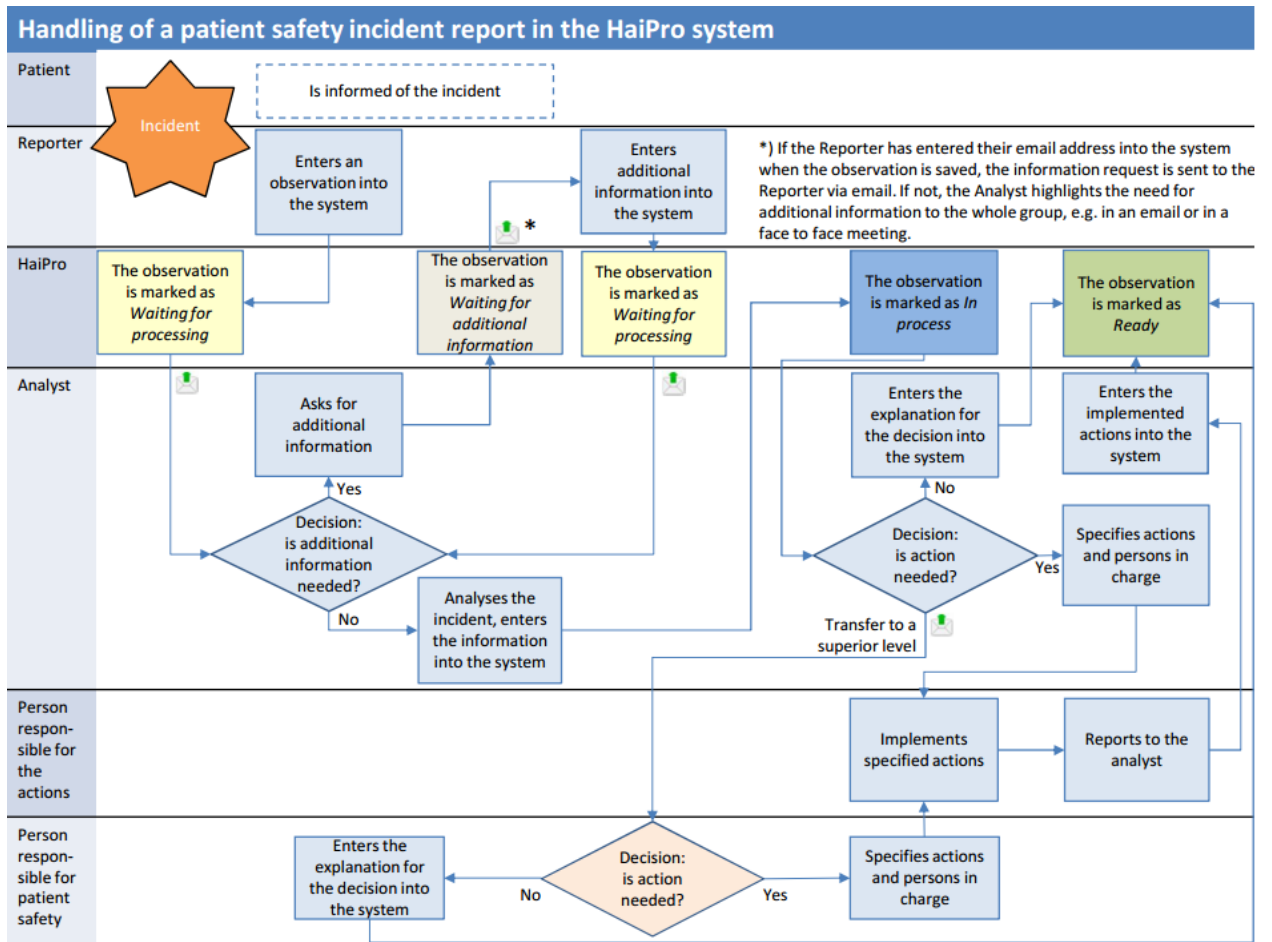 Handling of a patient safety incident report in the HaiPro system
Patient
Incident
Is informed of the incident
Reporter
Enters an
observation into
the system
Enters
additional
information into
the system
*) If the Reporter has entered their email address into the system
when the observation is saved, the information request is sent to the
Reporter via email. If not, the Analyst highlights the need for
additional information to the whole group, e.g. in an email or in a
face to face meeting.
*
HaiPro
The observation
is marked as
Waiting for
processing
The observation
is marked as
Waiting for
additional
information
The observation
is marked as
Waiting for
processing
The observation
is marked as In
process
The observation
is marked as
Ready
Analyst
Asks for
additional
information
Yes
Decision:
is additional
information
needed?
No
Analyses the
incident, enters
the information
into the system
Enters the
explanation for
the decision into
the system
No
Decision:
is action
needed?
Yes
Transfer to a
superior level
Enters the
implemented
actions into the
system
Specifies actions
and persons in
charge
Person
respon-
sible for
the
actions
Implements
specified actions
Reports to the
analyst
Person
respon-
sible for
patient
safety
Enters the
explanation for
the decision into
the system
No
Decision:
is action
needed?
Yes
Specifies actions
and persons in
charge